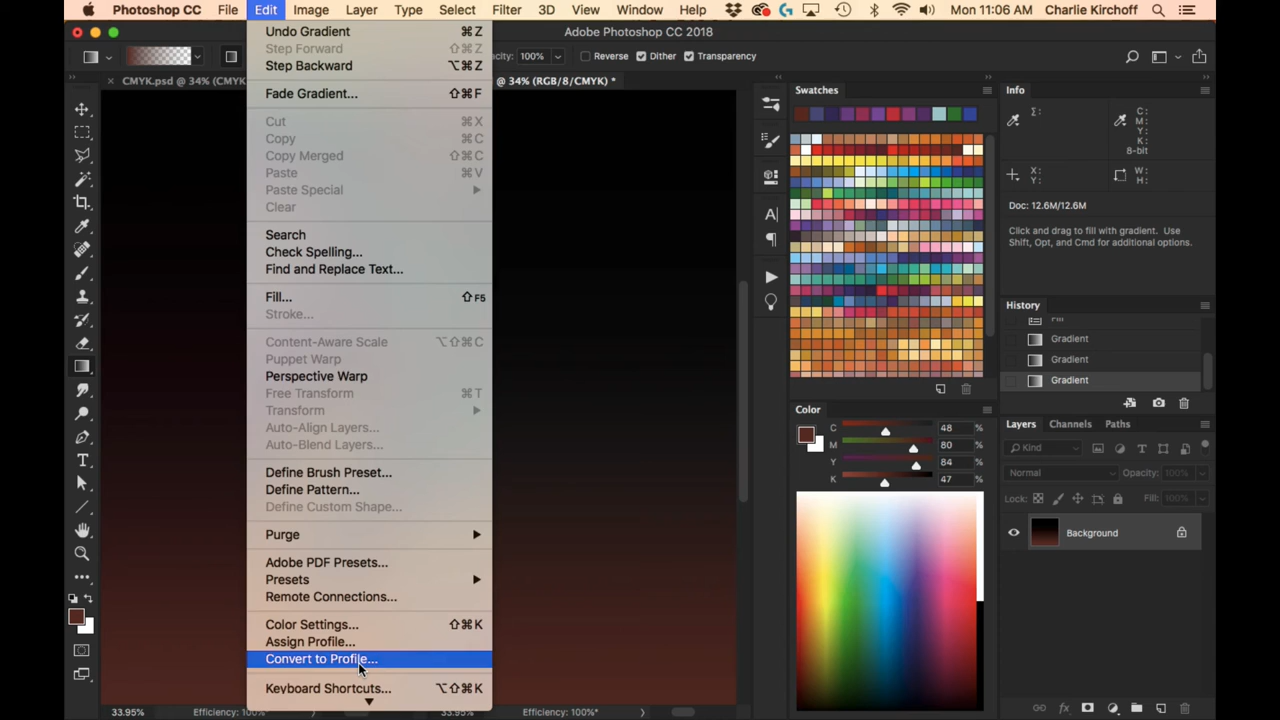 Photoshop CC File Edit Image Layer Type Select Filter 3D View Window Help Mon 11:06 AM Charlie Kirchoff
Adobe Photoshop CC 2018
100% Reverse Dither Transparency
CMYK.psd @ 34% (CMYK @ 34% (RGB/8/CMYK) *
Undo Gradient ⌘Z
Step Forward ⇧⌘Z
Step Backward ⌥⌘Z
Fade Gradient... ⇧⌘F
Cut ⌘X
Copy ⌘C
Copy Merged ⇧⌘C
Paste ⌘V
Paste Special
Clear
Search
Check Spelling...
Find and Replace Text...
Fill... ⇧F5
Stroke...
Content-Aware Scale ⌥⇧⌘C
Puppet Warp
Perspective Warp
Free Transform ⌘T
Transform
Auto-Align Layers...
Auto-Blend Layers...
Define Brush Preset...
Define Pattern...
Define Custom Shape...
Purge
Adobe PDF Presets...
Presets
Remote Connections...
Color Settings... ⇧⌘K
Assign Profile...
Convert to Profile...
Keyboard Shortcuts... ⌥⇧⌘K
33.95% Efficiency: 100%* 33.95% Efficiency: 100%*
Swatches
Color
C 48 %
M 80 %
Y 84 %
K 47 %
Info
C:
M:
Y:
K:
8-bit
X:
Y:
W:
H:
Doc: 12.6M/12.6M
Click and drag to fill with gradient. Use
Shift, Opt, and Cmd for additional options.
History
Fill
Gradient
Gradient
Gradient
Layers Channels Paths
Kind
Normal Opacity: 100%
Lock: Fill: 100%
Background